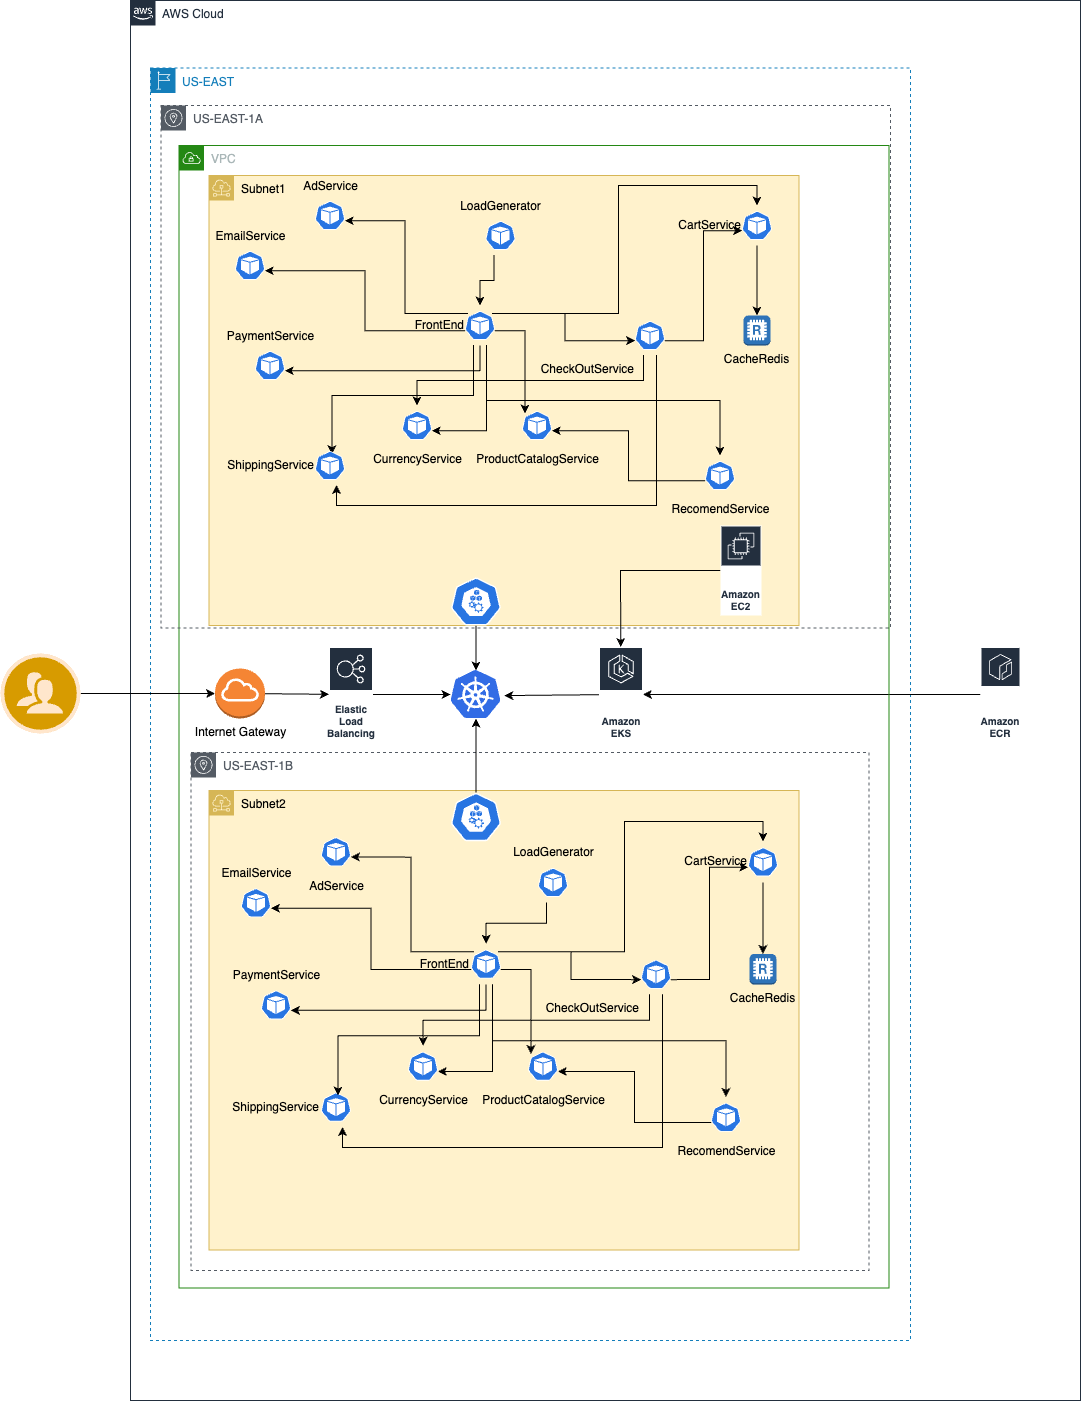 aws
AWS Cloud
US-EAST
US-EAST-1A
VPC
Subnet1
AdService
LoadGenerator
EmailService
CartService
FrontEnd
PaymentService
R
CacheRedis
CheckOutService
ShippingService
CurrencyService
ProductCatalogService
RecomendService
Amazon
EC2
K
Internet Gateway
Elastic
Load
Balancing
Amazon
EKS
Amazon
ECR
US-EAST-1B
Subnet2
LoadGenerator
EmailService
AdService
CartService
FrontEnd
PaymentService
R
CacheRedis
CheckOutService
ShippingService
CurrencyService
ProductCatalogService
RecomendService